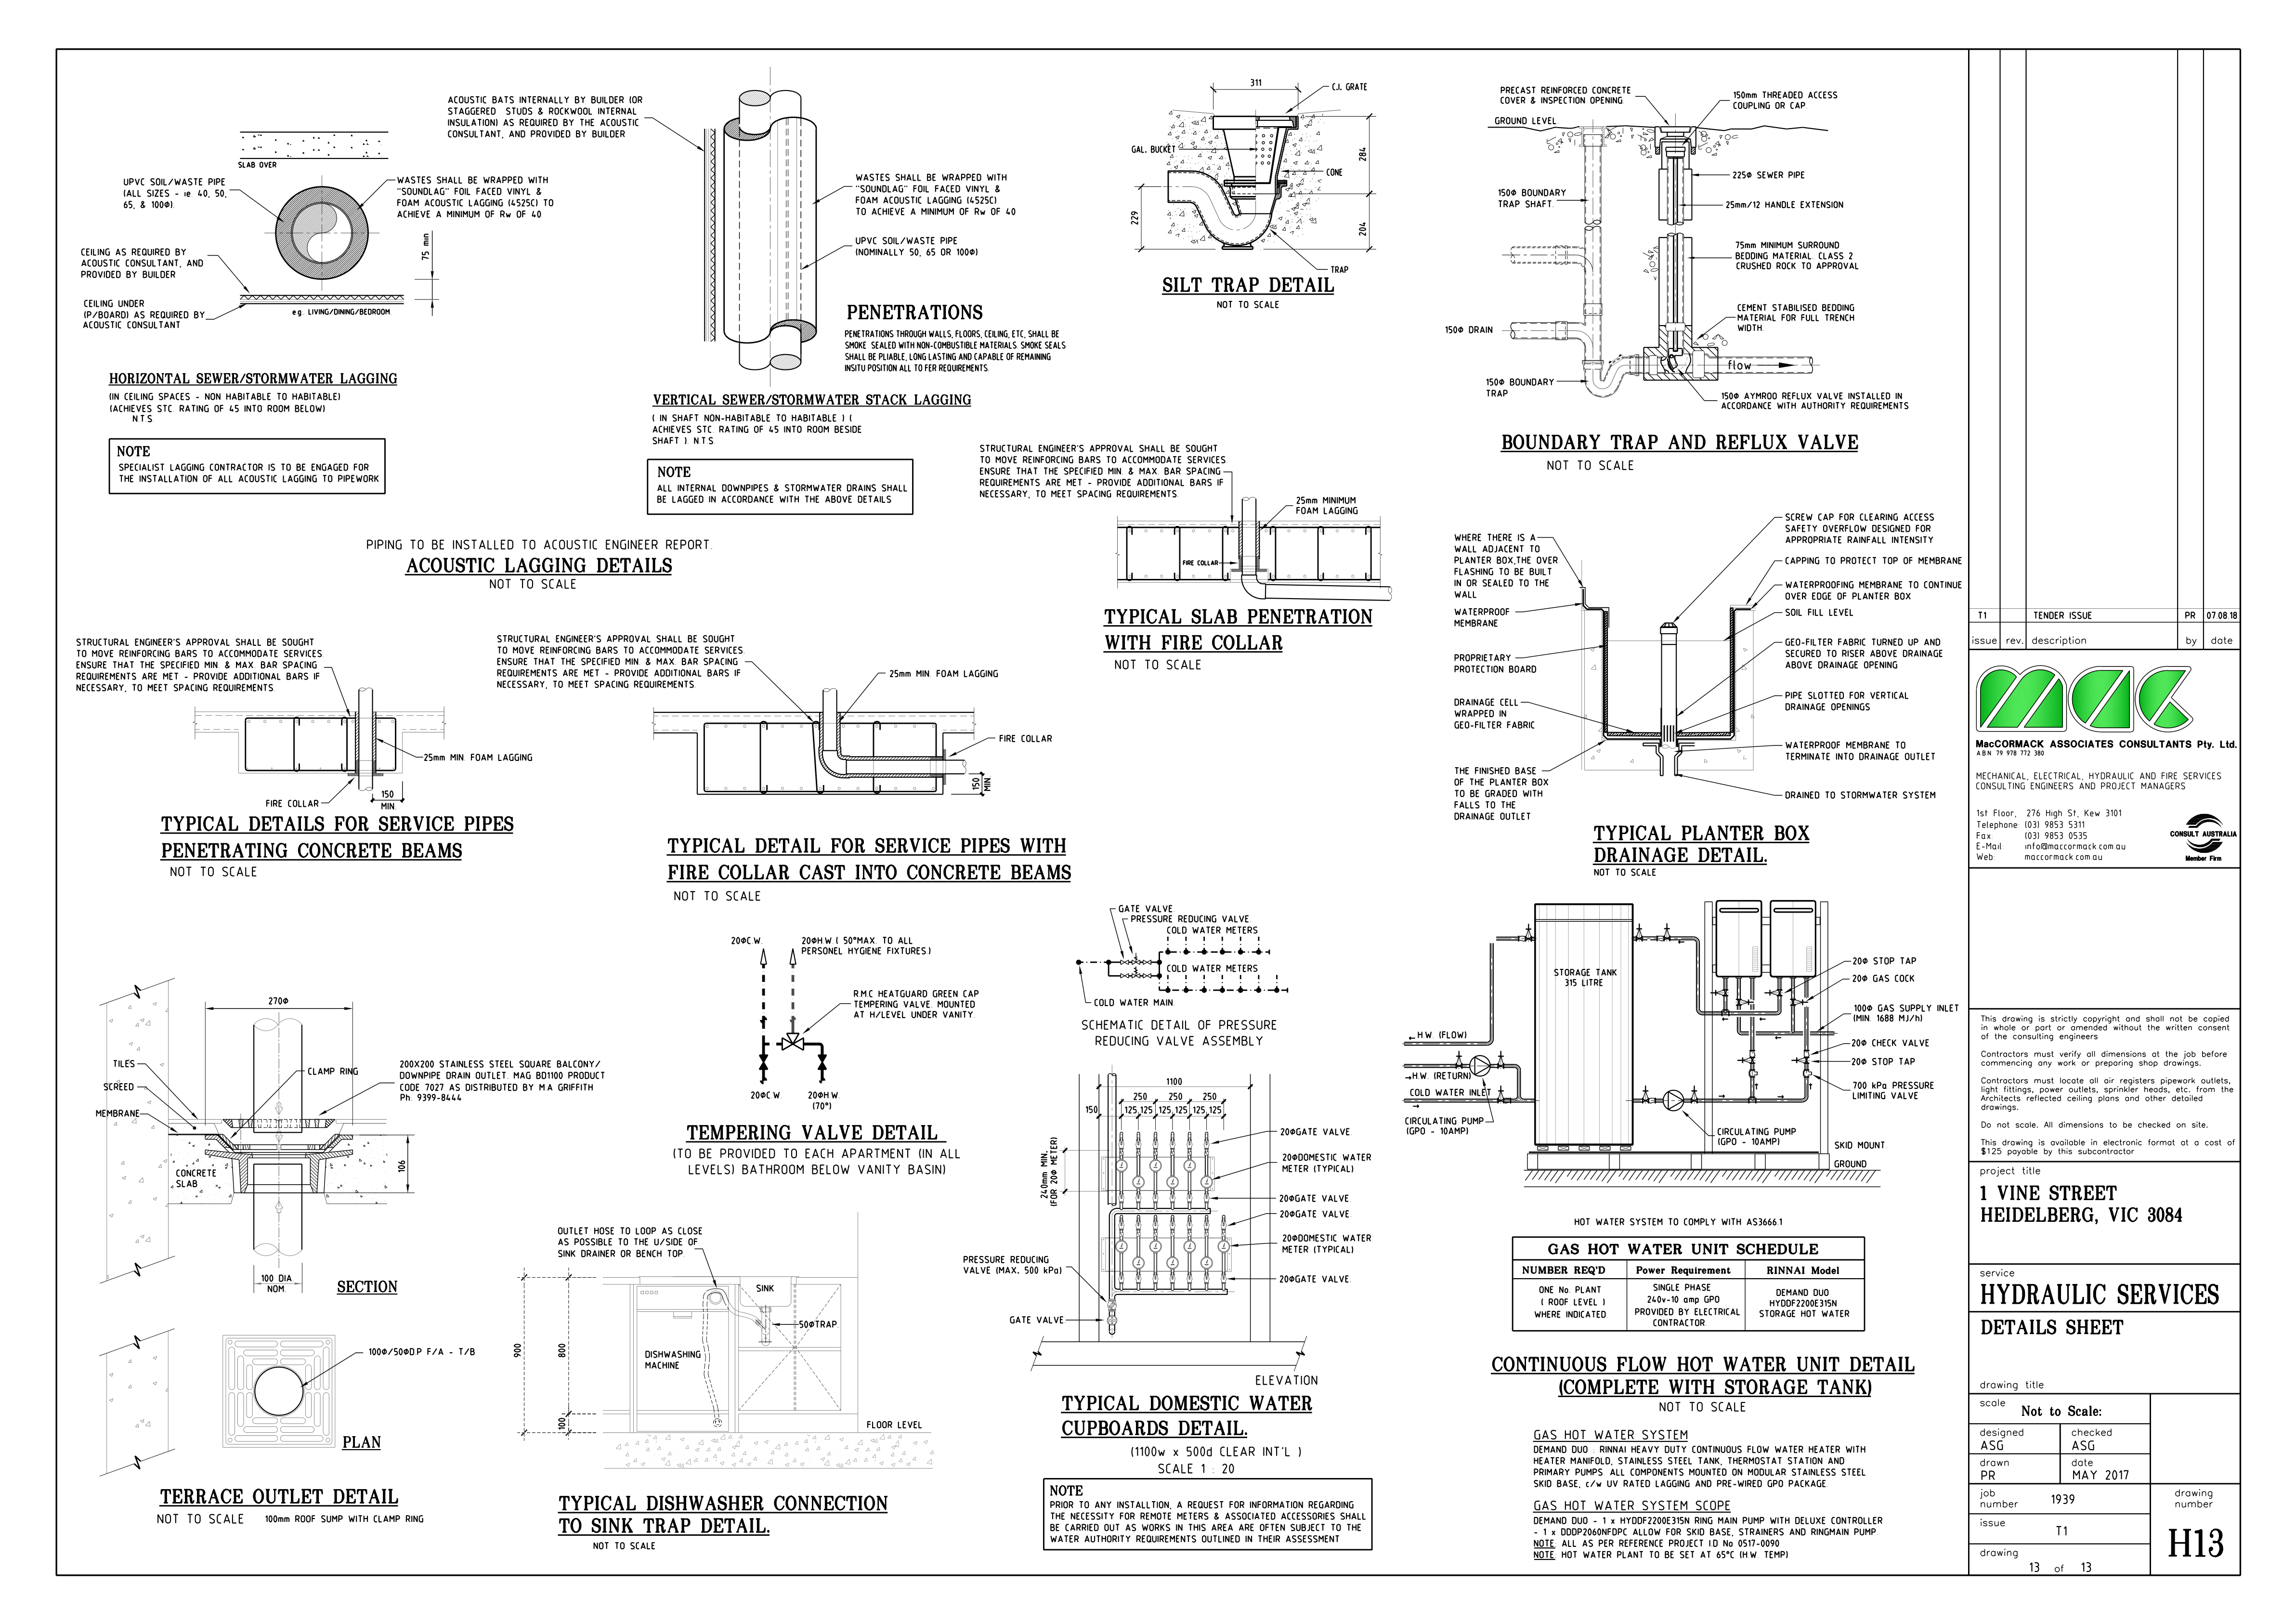 ACOUSTIC BATS INTERNALLY BY BUILDER (OR
STAGGERED STUDS & ROCKWOOL INTERNAL
INSULATION) AS REQUIRED BY THE ACOUSTIC
CONSULTANT, AND PROVIDED BY BUILDER
SLAB OVER
UPVC SOIL/WASTE PIPE
(ALL SIZES - ie 40, 50,
65, & 100Φ).
WASTES SHALL BE WRAPPED WITH
"SOUNDLAG" FOIL FACED VINYL &
FOAM ACOUSTIC LAGGING (4525C) TO
ACHIEVE A MINIMUM OF Rw OF 40
CEILING AS REQUIRED BY
ACOUSTIC CONSULTANT, AND
PROVIDED BY BUILDER
75 min
CEILING UNDER
(P/BOARD) AS REQUIRED BY
ACOUSTIC CONSULTANT
e.g. LIVING/DINING/BEDROOM
HORIZONTAL SEWER/STORMWATER LAGGING
(IN CEILING SPACES - NON HABITABLE TO HABITABLE)
(ACHIEVES STC. RATING OF 45 INTO ROOM BELOW)
N.T.S.
NOTE
SPECIALIST LAGGING CONTRACTOR IS TO BE ENGAGED FOR
THE INSTALLATION OF ALL ACOUSTIC LAGGING TO PIPEWORK
WASTES SHALL BE WRAPPED WITH
"SOUNDLAG" FOIL FACED VINYL &
FOAM ACOUSTIC LAGGING (4525C)
TO ACHIEVE A MINIMUM OF Rw OF 40
UPVC SOIL/WASTE PIPE
(NOMINALLY 50, 65 OR 100Φ)
PENETRATIONS
PENETRATIONS THROUGH WALLS, FLOORS, CEILING, ETC, SHALL BE
SMOKE SEALED WITH NON-COMBUSTIBLE MATERIALS. SMOKE SEALS
SHALL BE PLIABLE, LONG LASTING AND CAPABLE OF REMAINING
INSITU POSITION ALL TO FER REQUIREMENTS.
VERTICAL SEWER/STORMWATER STACK LAGGING
( IN SHAFT NON-HABITABLE TO HABITABLE ) (
ACHIEVES STC. RATING OF 45 INTO ROOM BESIDE
SHAFT ). N.T.S.
NOTE
ALL INTERNAL DOWNPIPES & STORMWATER DRAINS SHALL
BE LAGGED IN ACCORDANCE WITH THE ABOVE DETAILS
PIPING TO BE INSTALLED TO ACOUSTIC ENGINEER REPORT.
ACOUSTIC LAGGING DETAILS
NOT TO SCALE
311
C.I. GRATE
GAL. BUCKET
284
CONE
229
204
TRAP
SILT TRAP DETAIL
NOT TO SCALE
PRECAST REINFORCED CONCRETE
COVER & INSPECTION OPENING.
150mm THREADED ACCESS
COUPLING OR CAP.
GROUND LEVEL
225Φ SEWER PIPE
150Φ BOUNDARY
TRAP SHAFT.
25mm/12 HANDLE EXTENSION
75mm MINIMUM SURROUND
BEDDING MATERIAL. CLASS 2
CRUSHED ROCK TO APPROVAL
CEMENT STABILISED BEDDING
MATERIAL FOR FULL TRENCH
WIDTH.
150Φ DRAIN
flow
150Φ BOUNDARY
TRAP
150Φ AYMROO REFLUX VALVE INSTALLED IN
ACCORDANCE WITH AUTHORITY REQUIREMENTS
BOUNDARY TRAP AND REFLUX VALVE
NOT TO SCALE
STRUCTURAL ENGINEER'S APPROVAL SHALL BE SOUGHT
TO MOVE REINFORCING BARS TO ACCOMMODATE SERVICES.
ENSURE THAT THE SPECIFIED MIN. & MAX. BAR SPACING
REQUIREMENTS ARE MET - PROVIDE ADDITIONAL BARS IF
NECESSARY, TO MEET SPACING REQUIREMENTS.
25mm MINIMUM
FOAM LAGGING
FIRE COLLAR
TYPICAL SLAB PENETRATION
WITH FIRE COLLAR
NOT TO SCALE
STRUCTURAL ENGINEER'S APPROVAL SHALL BE SOUGHT
TO MOVE REINFORCING BARS TO ACCOMMODATE SERVICES.
ENSURE THAT THE SPECIFIED MIN. & MAX. BAR SPACING
REQUIREMENTS ARE MET - PROVIDE ADDITIONAL BARS IF
NECESSARY, TO MEET SPACING REQUIREMENTS.
25mm MIN. FOAM LAGGING
150
MIN.
FIRE COLLAR
TYPICAL DETAILS FOR SERVICE PIPES
PENETRATING CONCRETE BEAMS
NOT TO SCALE
STRUCTURAL ENGINEER'S APPROVAL SHALL BE SOUGHT
TO MOVE REINFORCING BARS TO ACCOMMODATE SERVICES.
ENSURE THAT THE SPECIFIED MIN. & MAX. BAR SPACING
REQUIREMENTS ARE MET - PROVIDE ADDITIONAL BARS IF
NECESSARY, TO MEET SPACING REQUIREMENTS.
25mm MIN. FOAM LAGGING
FIRE COLLAR
150
MIN.
TYPICAL DETAIL FOR SERVICE PIPES WITH
FIRE COLLAR CAST INTO CONCRETE BEAMS
NOT TO SCALE
SCREW CAP FOR CLEARING ACCESS
SAFETY OVERFLOW DESIGNED FOR
APPROPRIATE RAINFALL INTENSITY
WHERE THERE IS A
WALL ADJACENT TO
PLANTER BOX,THE OVER
FLASHING TO BE BUILT
IN OR SEALED TO THE
WALL
CAPPING TO PROTECT TOP OF MEMBRANE
WATERPROOFING MEMBRANE TO CONTINUE
OVER EDGE OF PLANTER BOX
WATERPROOF
MEMBRANE
SOIL FILL LEVEL
GEO-FILTER FABRIC TURNED UP AND
SECURED TO RISER ABOVE DRAINAGE
ABOVE DRAINAGE OPENING
PROPRIETARY
PROTECTION BOARD
PIPE SLOTTED FOR VERTICAL
DRAINAGE OPENINGS
DRAINAGE CELL
WRAPPED IN
GEO-FILTER FABRIC
WATERPROOF MEMBRANE TO
TERMINATE INTO DRAINAGE OUTLET
THE FINISHED BASE
OF THE PLANTER BOX
TO BE GRADED WITH
FALLS TO THE
DRAINAGE OUTLET
DRAINED TO STORMWATER SYSTEM
TYPICAL PLANTER BOX
DRAINAGE DETAIL.
NOT TO SCALE
270Φ
TILES
SCREED
MEMBRANE
CLAMP RING
200X200 STAINLESS STEEL SQUARE BALCONY/
DOWNPIPE DRAIN OUTLET. MAG BD1100 PRODUCT
CODE 7027 AS DISTRIBUTED BY M.A. GRIFFITH
Ph: 9399-8444
CONCRETE
SLAB
106
100 DIA
NOM.
SECTION
100Φ/50ΦD.P F/A - T/B
PLAN
TERRACE OUTLET DETAIL
NOT TO SCALE
100mm ROOF SUMP WITH CLAMP RING
20ΦC.W.
20ΦH.W.( 50°MAX. TO ALL
PERSONEL HYGIENE FIXTURES.)
R.M.C HEATGUARD GREEN CAP
TEMPERING VALVE. MOUNTED
AT H/LEVEL UNDER VANITY.
20ΦC.W.
20ΦH.W.
(70°)
TEMPERING VALVE DETAIL
(TO BE PROVIDED TO EACH APARTMENT (IN ALL
LEVELS) BATHROOM BELOW VANITY BASIN)
OUTLET HOSE TO LOOP AS CLOSE
AS POSSIBLE TO THE U/SIDE OF
SINK DRAINER OR BENCH TOP.
SINK
50ΦTRAP
DISHWASHING
MACHINE
900
800
100
FLOOR LEVEL
TYPICAL DISHWASHER CONNECTION
TO SINK TRAP DETAIL.
NOT TO SCALE
GATE VALVE.
PRESSURE REDUCING VALVE.
COLD WATER METERS
COLD WATER METERS
COLD WATER MAIN.
SCHEMATIC DETAIL OF PRESSURE
REDUCING VALVE ASSEMBLY
1100
250 250 250
150
125 125 125 125 125 125
240mm MIN.
(FOR 20Φ METER)
20ΦGATE VALVE
20ΦDOMESTIC WATER
METER (TYPICAL)
20ΦGATE VALVE.
20ΦGATE VALVE.
20ΦDOMESTIC WATER
METER (TYPICAL)
20ΦGATE VALVE.
PRESSURE REDUCING
VALVE (MAX. 500 kPa)
GATE VALVE
ELEVATION
TYPICAL DOMESTIC WATER
CUPBOARDS DETAIL.
(1100w x 500d CLEAR INT'L )
SCALE 1 : 20
NOTE
PRIOR TO ANY INSTALLTION, A REQUEST FOR INFORMATION REGARDING
THE NECESSITY FOR REMOTE METERS & ASSOCIATED ACCESSORIES SHALL
BE CARRIED OUT AS WORKS IN THIS AREA ARE OFTEN SUBJECT TO THE
WATER AUTHORITY REQUIREMENTS OUTLINED IN THEIR ASSESSMENT
STORAGE TANK
315 LITRE
20Φ STOP TAP
20Φ GAS COCK
100Φ GAS SUPPLY INLET
(MIN. 1688 MJ/h)
H.W. (FLOW)
20Φ CHECK VALVE
20Φ STOP TAP
H.W. (RETURN)
COLD WATER INLET
700 kPa PRESSURE
LIMITING VALVE
CIRCULATING PUMP
(GPO - 10AMP)
CIRCULATING PUMP
(GPO - 10AMP)
SKID MOUNT.
GROUND
HOT WATER SYSTEM TO COMPLY WITH AS3666.1
GAS HOT WATER UNIT SCHEDULE
NUMBER REQ'D Power Requirement RINNAI Model
ONE No. PLANT
( ROOF LEVEL )
WHERE INDICATED.
SINGLE PHASE
240v-10 amp GPO
PROVIDED BY ELECTRICAL
CONTRACTOR.
DEMAND DUO
HYDDF2200E315N
STORAGE HOT WATER
CONTINUOUS FLOW HOT WATER UNIT DETAIL
(COMPLETE WITH STORAGE TANK)
NOT TO SCALE
GAS HOT WATER SYSTEM
DEMAND DUO : RINNAI HEAVY DUTY CONTINUOUS FLOW WATER HEATER WITH
HEATER MANIFOLD, STAINLESS STEEL TANK, THERMOSTAT STATION AND
PRIMARY PUMPS. ALL COMPONENTS MOUNTED ON MODULAR STAINLESS STEEL
SKID BASE, c/w UV RATED LAGGING AND PRE-WIRED GPO PACKAGE.
GAS HOT WATER SYSTEM SCOPE
DEMAND DUO - 1 x HYDDF2200E315N RING MAIN PUMP WITH DELUXE CONTROLLER
- 1 x DDDP2060NFDPC ALLOW FOR SKID BASE, STRAINERS AND RINGMAIN PUMP.
NOTE: ALL AS PER REFERENCE PROJECT I.D No 0517-0090
NOTE: HOT WATER PLANT TO BE SET AT 65°C (H.W. TEMP)
T1 TENDER ISSUE PR 07.08.18
issue rev. description by date
mac
MacCORMACK ASSOCIATES CONSULTANTS Pty. Ltd.
A.B.N. 79 978 772 380
MECHANICAL, ELECTRICAL, HYDRAULIC AND FIRE SERVICES
CONSULTING ENGINEERS AND PROJECT MANAGERS
1st Floor, 276 High St, Kew 3101
Telephone: (03) 9853 5311
Fax: (03) 9853 0535
E-Mail: info@maccormack.com.au
Web: maccormack.com.au
CONSULT AUSTRALIA
Member Firm
This drawing is strictly copyright and shall not be copied
in whole or part or amended without the written consent
of the consulting engineers
Contractors must verify all dimensions at the job before
commencing any work or preparing shop drawings.
Contractors must locate all air registers pipework outlets,
light fittings, power outlets, sprinkler heads, etc. from the
Architects reflected ceiling plans and other detailed
drawings.
Do not scale. All dimensions to be checked on site.
This drawing is available in electronic format at a cost of
$125 payable by this subcontractor
project title
1 VINE STREET
HEIDELBERG, VIC 3084
service
HYDRAULIC SERVICES
DETAILS SHEET
drawing title
scale
Not to Scale:
designed
ASG
checked
ASG
drawn
PR
date
MAY 2017
job
number
1939
drawing
number
issue
T1
H13
drawing
13 of 13